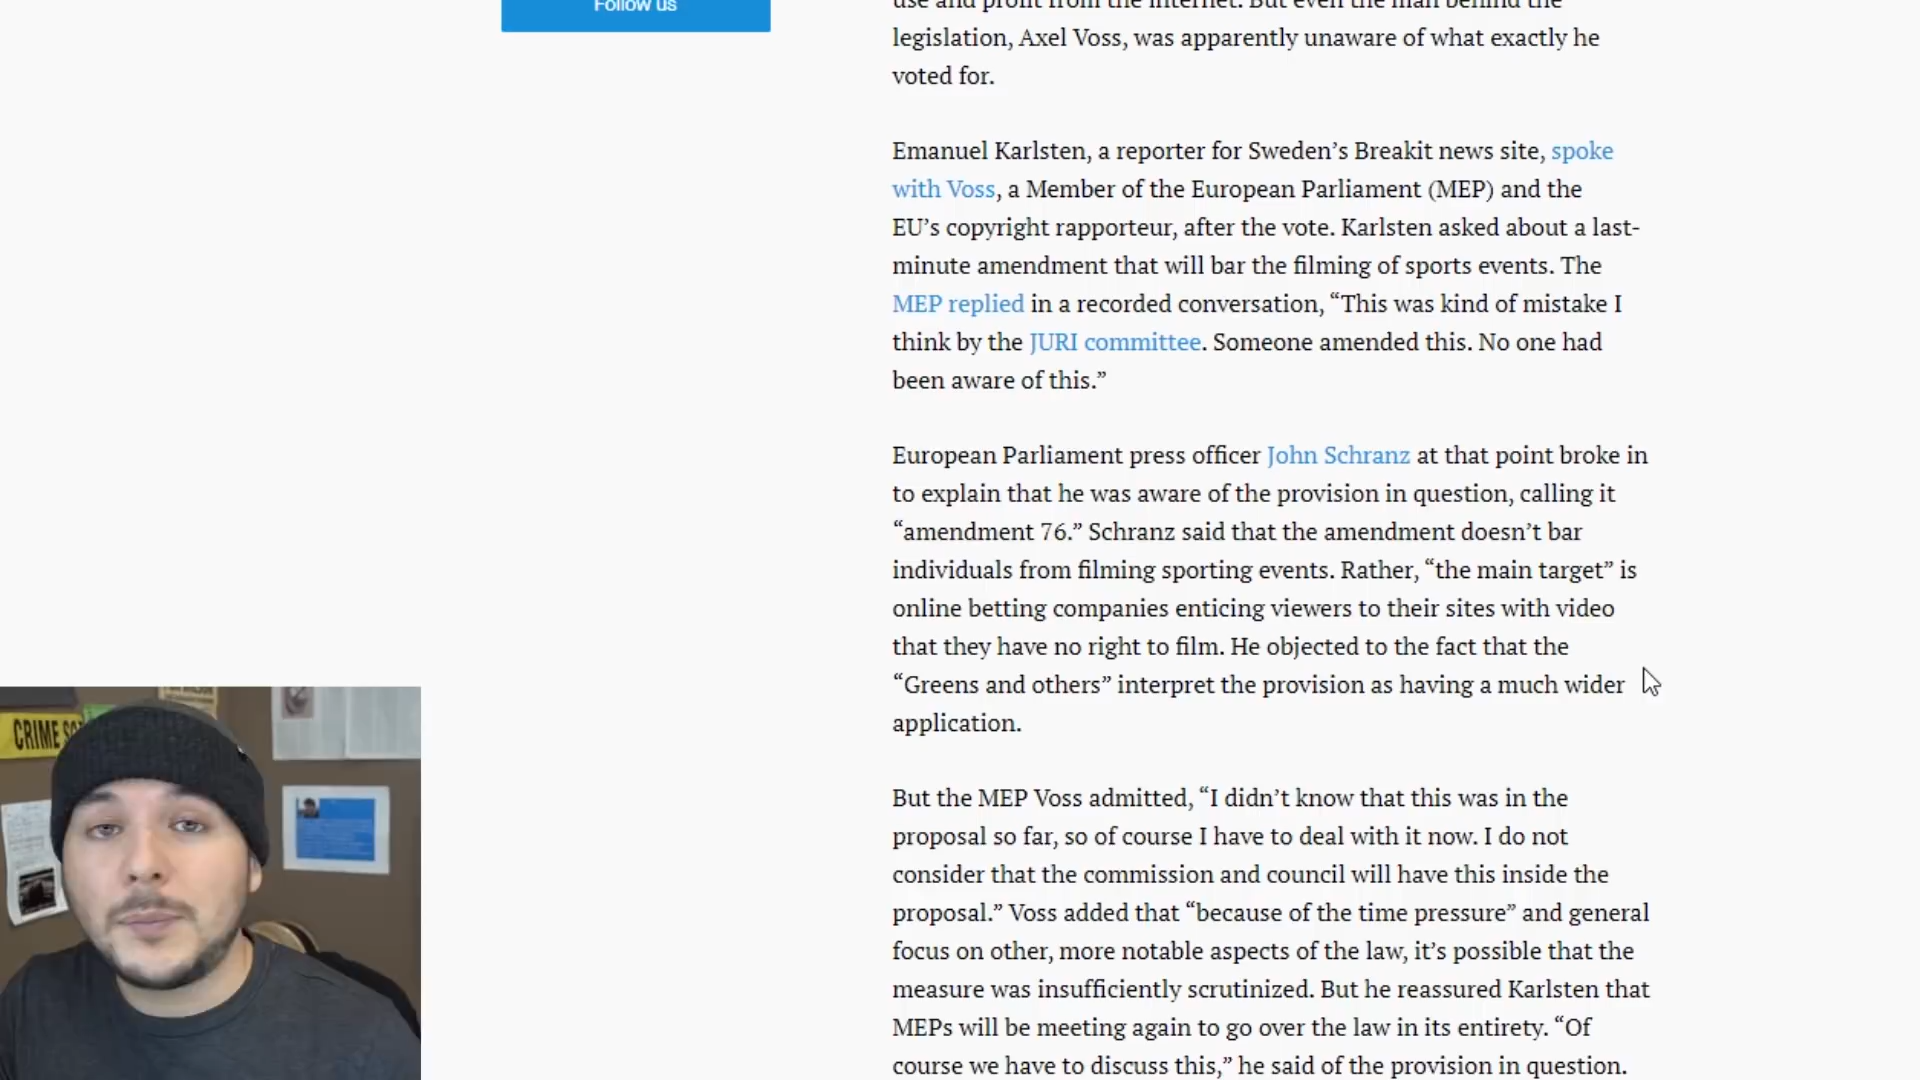 Follow us
use and profit from the internet. But even the man behind the
legislation, Axel Voss, was apparently unaware of what exactly he
voted for.
Emanuel Karlsten, a reporter for Sweden’s Breakit news site, spoke
with Voss, a Member of the European Parliament (MEP) and the
EU’s copyright rapporteur, after the vote. Karlsten asked about a last-
minute amendment that will bar the filming of sports events. The
MEP replied in a recorded conversation, “This was kind of mistake I
think by the JURI committee. Someone amended this. No one had
been aware of this.”
European Parliament press officer John Schranz at that point broke in
to explain that he was aware of the provision in question, calling it
“amendment 76.” Schranz said that the amendment doesn’t bar
individuals from filming sporting events. Rather, “the main target” is
online betting companies enticing viewers to their sites with video
that they have no right to film. He objected to the fact that the
“Greens and others” interpret the provision as having a much wider
application.
But the MEP Voss admitted, “I didn’t know that this was in the
proposal so far, so of course I have to deal with it now. I do not
consider that the commission and council will have this inside the
proposal.” Voss added that “because of the time pressure” and general
focus on other, more notable aspects of the law, it’s possible that the
measure was insufficiently scrutinized. But he reassured Karlsten that
MEPs will be meeting again to go over the law in its entirety. “Of
course we have to discuss this,” he said of the provision in question.
CRIME